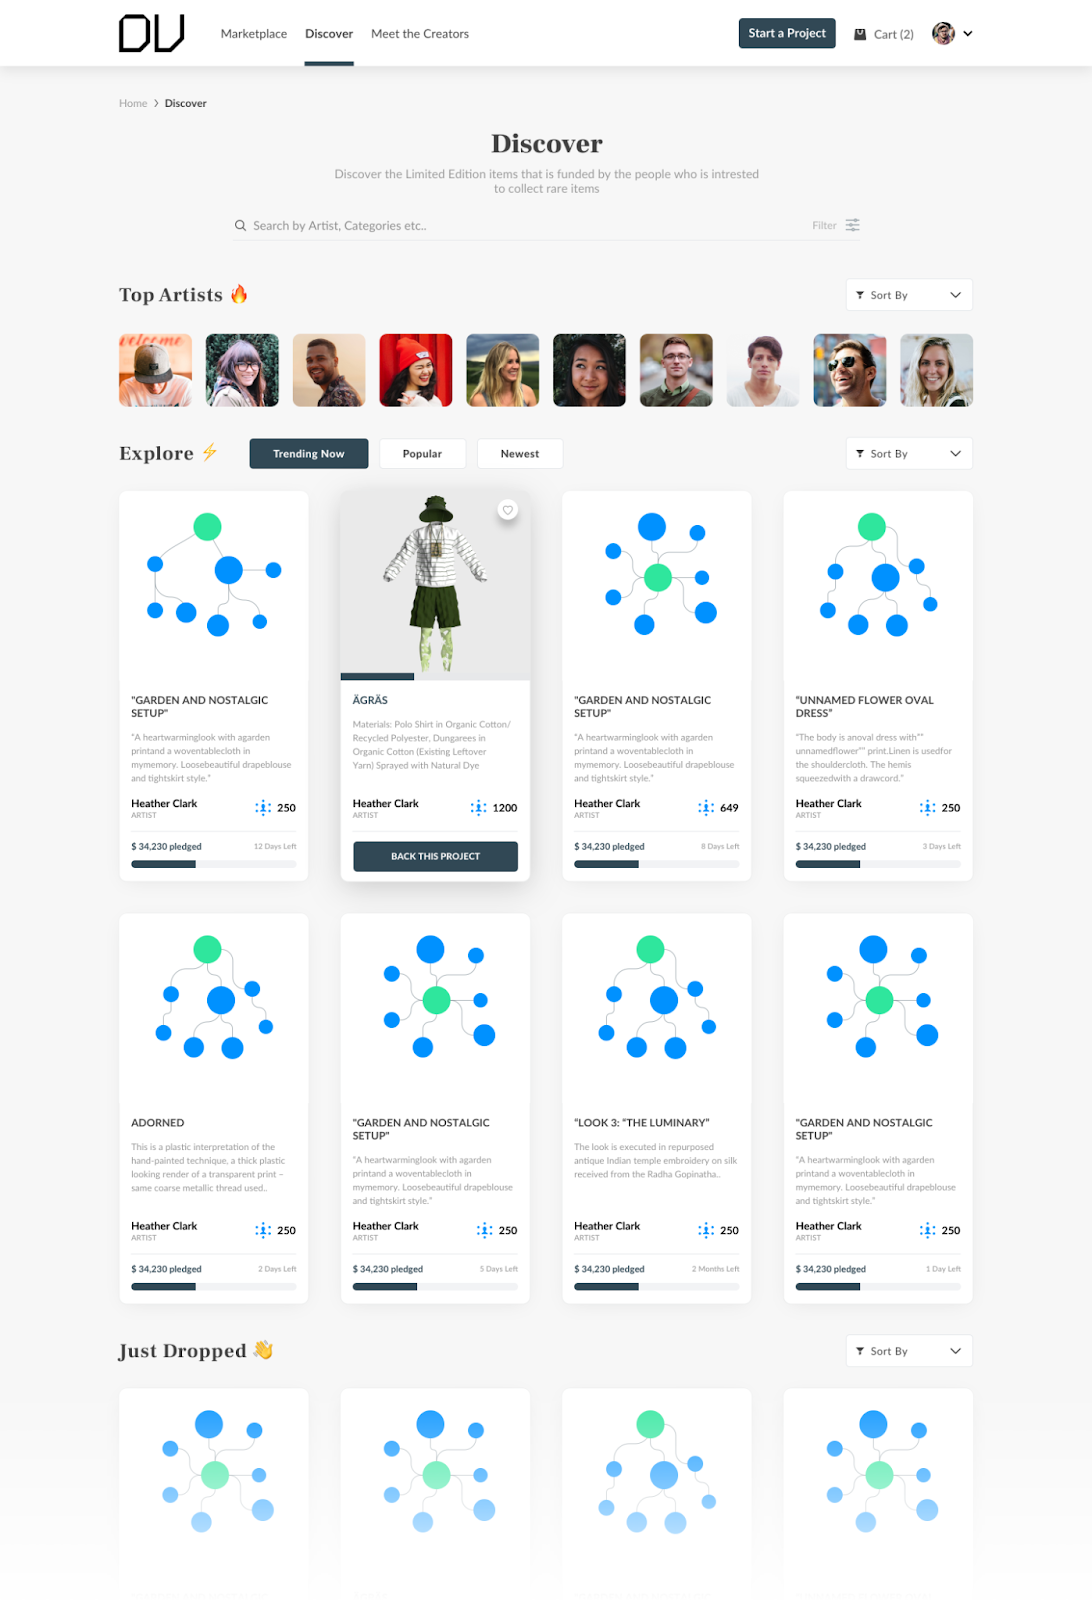 DU
Marketplace Discover Meet the Creators
Start a Project Cart (2)
Home > Discover
Discover
Discover the Limited Edition items that is funded by the people who is intrested
to collect rare items
Search by Artist, Categories etc..
Filter
Top Artists 🔥
Sort By
welcome
Explore ⚡
Trending Now
Popular
Newest
Sort By
"GARDEN AND NOSTALGIC
SETUP"
"A heartwarminglook with agarden
printand a woventablecloth in
mymemory. Loosebeautiful drapeblouse
and tightskirt style."
Heather Clark
ARTIST
250
$ 34,230 pledged
12 Days Left
ÄGRÄS
Materials: Polo Shirt in Organic Cotton/
Recycled Polyester, Dungarees in
Organic Cotton (Existing Leftover
Yarn) Sprayed with Natural Dye
Heather Clark
ARTIST
1200
BACK THIS PROJECT
"GARDEN AND NOSTALGIC
SETUP"
"A heartwarminglook with agarden
printand a woventablecloth in
mymemory. Loosebeautiful drapeblouse
and tightskirt style."
Heather Clark
ARTIST
649
$ 34,230 pledged
8 Days Left
"UNNAMED FLOWER OVAL
DRESS"
"The body is anoval dress with""
unnamedflower"" print.Linen is usedfor
the shouldercloth. The hemis
squeezedwith a drawcord."
Heather Clark
ARTIST
250
$ 34,230 pledged
3 Days Left
ADORNED
This is a plastic interpretation of the
hand-painted technique, a thick plastic
looking render of a transparent print –
same coarse metallic thread used..
Heather Clark
ARTIST
250
$ 34,230 pledged
2 Days Left
"GARDEN AND NOSTALGIC
SETUP"
"A heartwarminglook with agarden
printand a woventablecloth in
mymemory. Loosebeautiful drapeblouse
and tightskirt style."
Heather Clark
ARTIST
250
$ 34,230 pledged
5 Days Left
"LOOK 3: "THE LUMINARY"
The look is executed in repurposed
antique Indian temple embroidery on silk
received from the Radha Gopinatha..
Heather Clark
ARTIST
250
$ 34,230 pledged
2 Months Left
"GARDEN AND NOSTALGIC
SETUP"
"A heartwarminglook with agarden
printand a woventablecloth in
mymemory. Loosebeautiful drapeblouse
and tightskirt style."
Heather Clark
ARTIST
250
$ 34,230 pledged
1 Day Left
Just Dropped 👋
Sort By